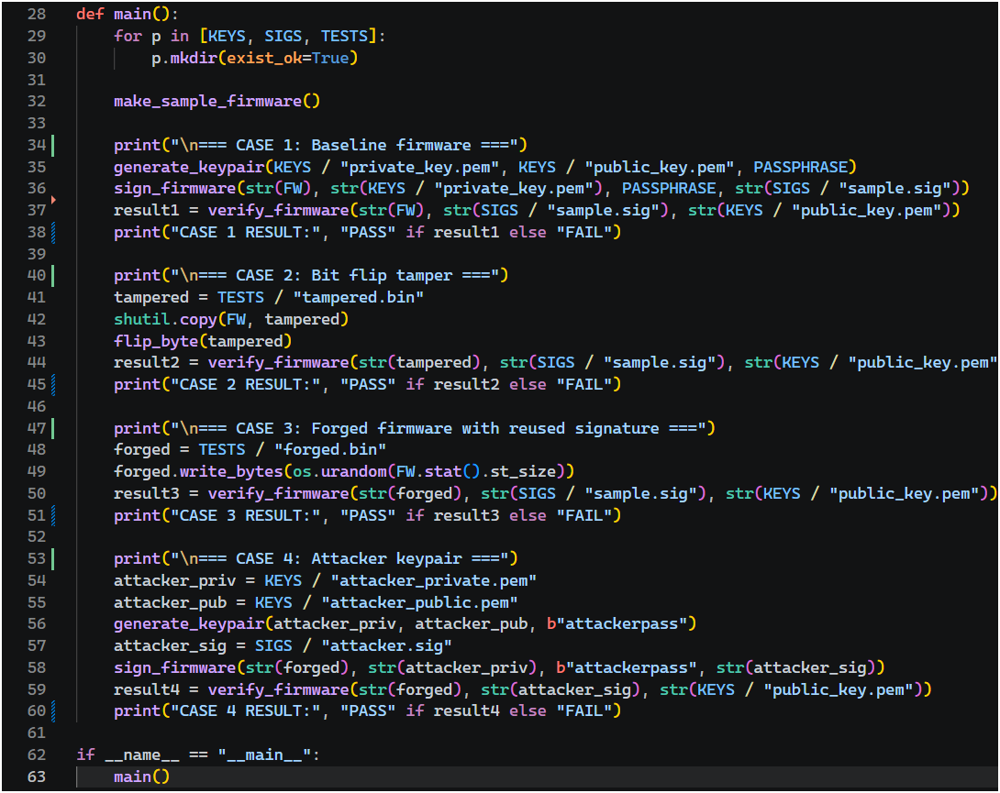 28 def main():
29     for p in [KEYS, SIGS, TESTS]:
30         p.mkdir(exist_ok=True)
31
32     make_sample_firmware()
33
34     print("\n=== CASE 1: Baseline firmware ===")
35     generate_keypair(KEYS / "private_key.pem", KEYS / "public_key.pem", PASSPHRASE)
36     sign_firmware(str(FW), str(KEYS / "private_key.pem"), PASSPHRASE, str(SIGS / "sample.sig"))
37     result1 = verify_firmware(str(FW), str(SIGS / "sample.sig"), str(KEYS / "public_key.pem"))
38     print("CASE 1 RESULT:", "PASS" if result1 else "FAIL")
39
40     print("\n=== CASE 2: Bit flip tamper ===")
41     tampered = TESTS / "tampered.bin"
42     shutil.copy(FW, tampered)
43     flip_byte(tampered)
44     result2 = verify_firmware(str(tampered), str(SIGS / "sample.sig"), str(KEYS / "public_key.pem"
45     print("CASE 2 RESULT:", "PASS" if result2 else "FAIL")
46
47     print("\n=== CASE 3: Forged firmware with reused signature ===")
48     forged = TESTS / "forged.bin"
49     forged.write_bytes(os.urandom(FW.stat().st_size))
50     result3 = verify_firmware(str(forged), str(SIGS / "sample.sig"), str(KEYS / "public_key.pem"))
51     print("CASE 3 RESULT:", "PASS" if result3 else "FAIL")
52
53     print("\n=== CASE 4: Attacker keypair ===")
54     attacker_priv = KEYS / "attacker_private.pem"
55     attacker_pub = KEYS / "attacker_public.pem"
56     generate_keypair(attacker_priv, attacker_pub, b"attackerpass")
57     attacker_sig = SIGS / "attacker.sig"
58     sign_firmware(str(forged), str(attacker_priv), b"attackerpass", str(attacker_sig))
59     result4 = verify_firmware(str(forged), str(attacker_sig), str(KEYS / "public_key.pem"))
60     print("CASE 4 RESULT:", "PASS" if result4 else "FAIL")
61
62 if __name__ == "__main__":
63     main()